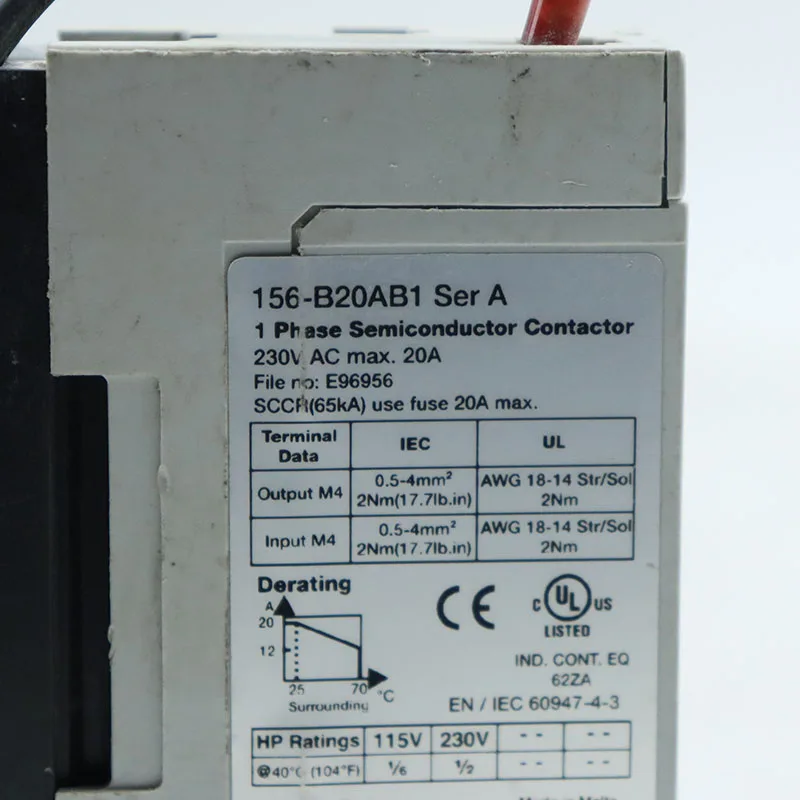 156-B20AB1 Ser A
1 Phase Semiconductor Contactor
230V AC max. 20A
File no: E96956
SCCR(65kA) use fuse 20A max.
Terminal Data IEC UL
Output M4 0.5-4mm² 2Nm(17.7lb.in) AWG 18-14 Str/Sol 2Nm
Input M4 0.5-4mm² 2Nm(17.7lb.in) AWG 18-14 Str/Sol 2Nm
Derating
A
20
12
25 70 °C
Surrounding
CE
C UL US
LISTED
IND. CONT. EQ
62ZA
EN / IEC 60947-4-3
HP Ratings 115V 230V -- --
@40°C (104°F) 1/6 1/2 -- --